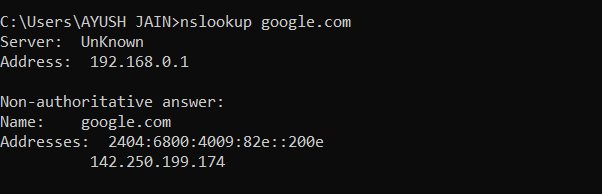 C:\Users\AYUSH JAIN>nslookup google.com
Server:  UnKnown
Address:  192.168.0.1

Non-authoritative answer:
Name:    google.com
Addresses:  2404:6800:4009:82e::200e
          142.250.199.174